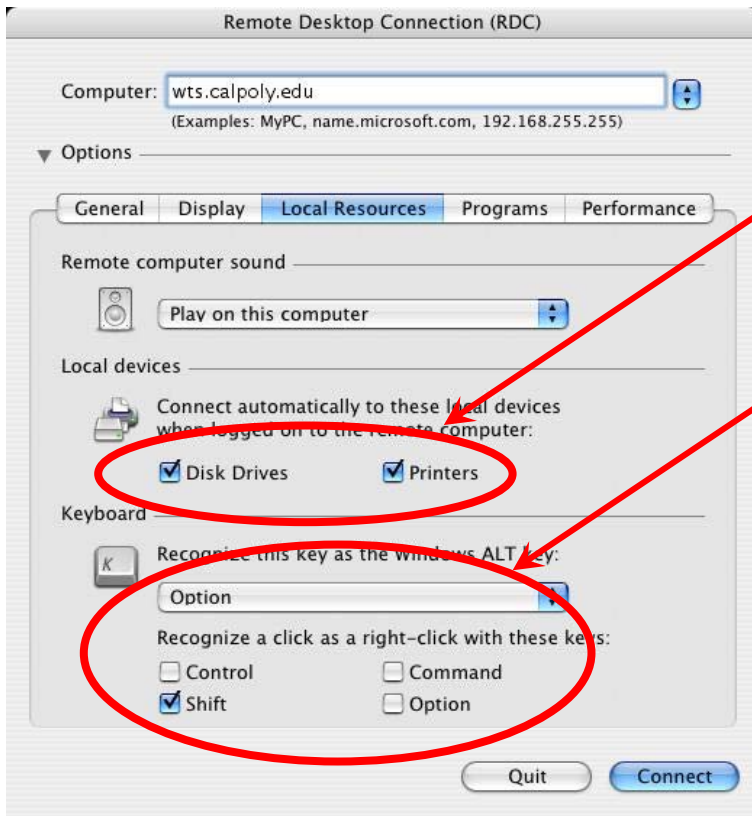 Remote Desktop Connection (RDC)
Computer: wts.calpoly.edu
(Examples: MyPC, name.microsoft.com, 192.168.255.255)
Options
General Display Local Resources Programs Performance
Remote computer sound
Play on this computer
Local devices
Connect automatically to these local devices
when logged on to the remote computer:
Disk Drives Printers
Keyboard
K
Recognize this key as the Windows ALT key:
Option
Recognize a click as a right-click with these keys:
Control Command
Shift Option
Quit Connect